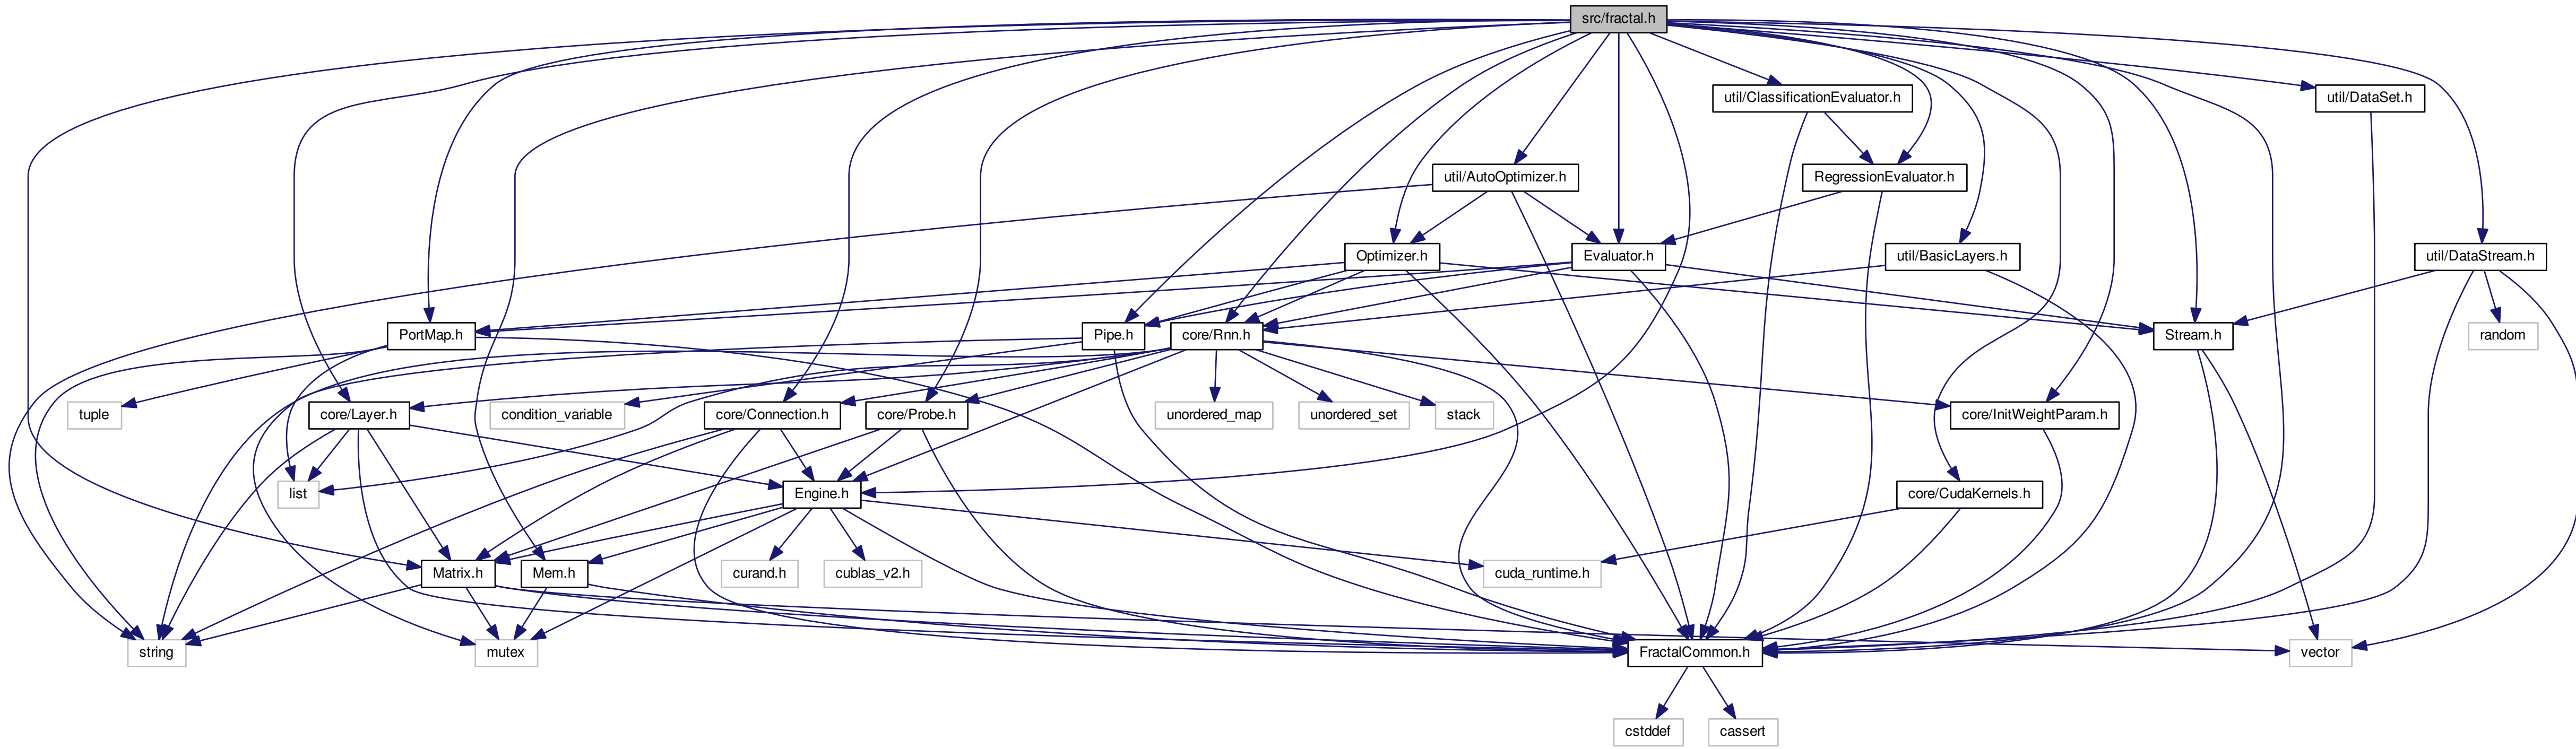 src/fractal.h
util/ClassificationEvaluator.h
util/DataSet.h
util/AutoOptimizer.h
RegressionEvaluator.h
Optimizer.h
Evaluator.h
util/BasicLayers.h
util/DataStream.h
PortMap.h
Pipe.h
core/Rnn.h
Stream.h
random
tuple
core/Layer.h
condition_variable
core/Connection.h
core/Probe.h
unordered_map
unordered_set
stack
core/InitWeightParam.h
list
Engine.h
core/CudaKernels.h
Matrix.h
Mem.h
curand.h
cublas_v2.h
cuda_runtime.h
string
mutex
FractalCommon.h
vector
cstddef
cassert